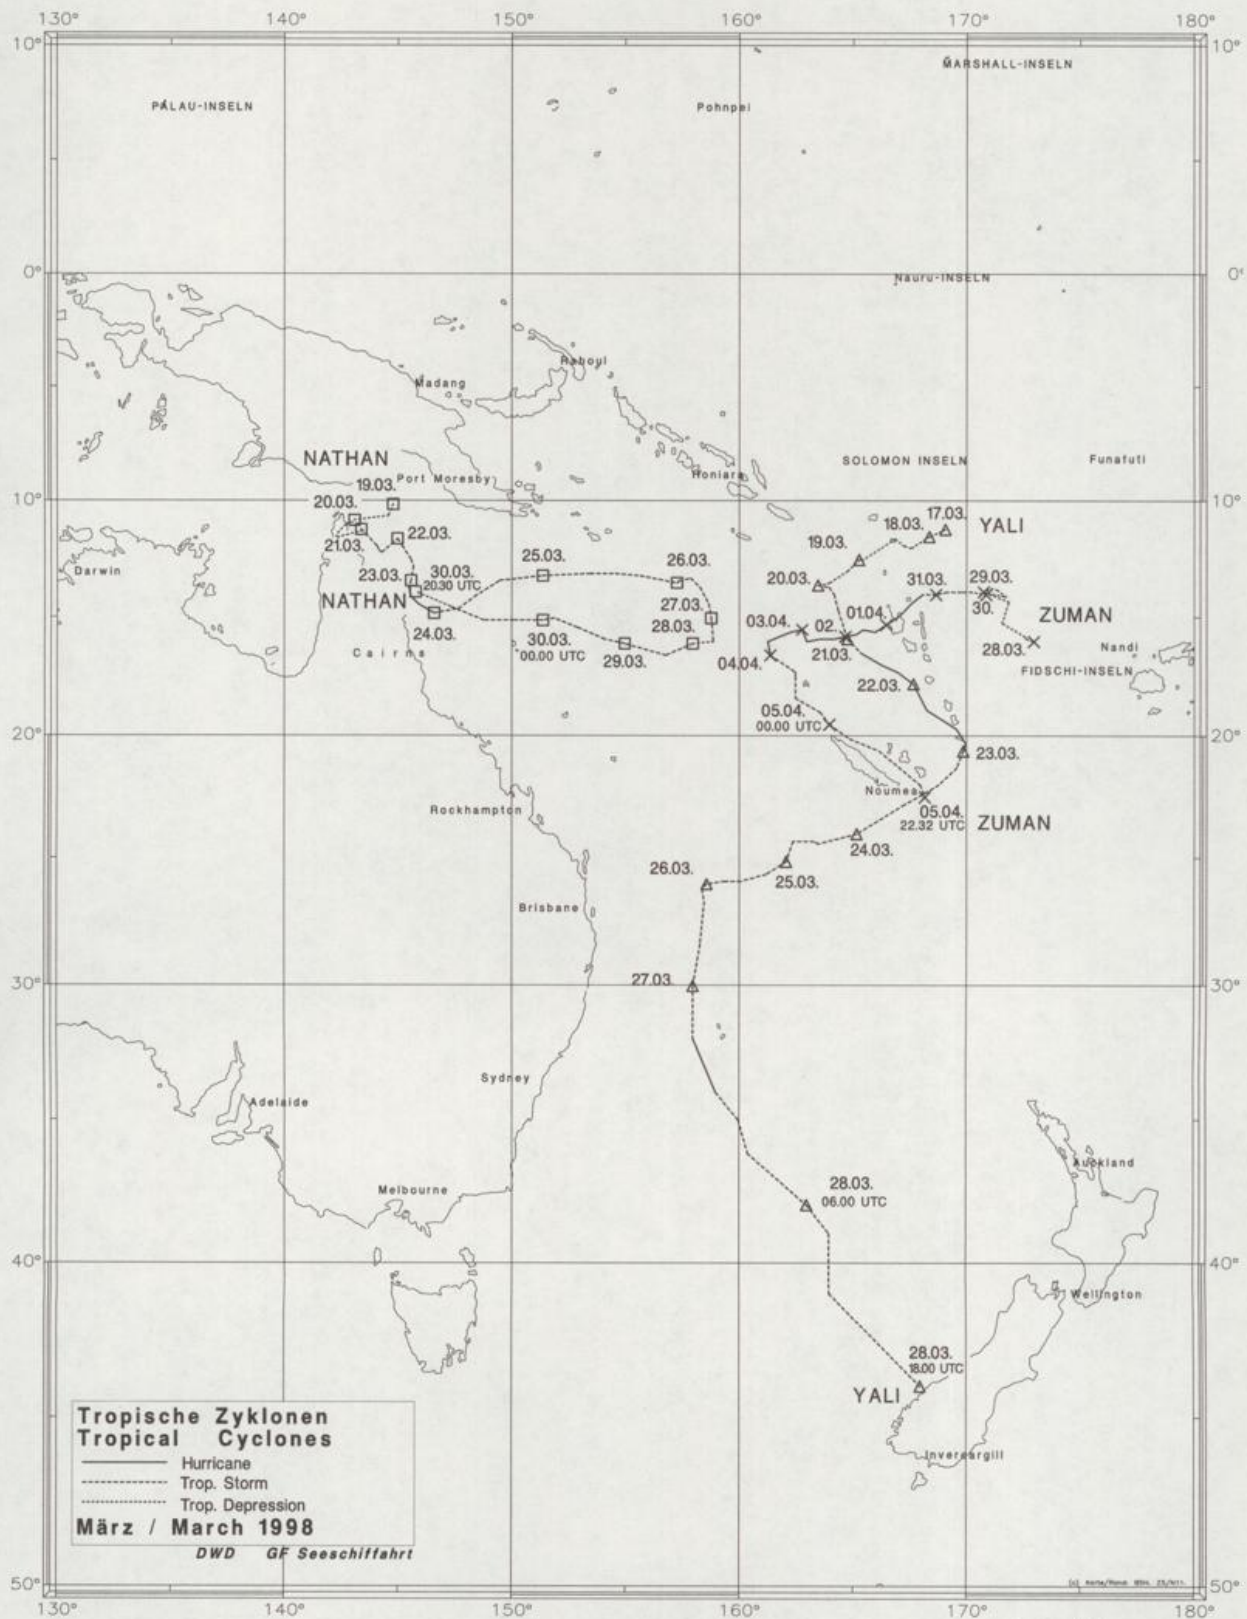 130° 140° 150° 160° 170° 180°
10° 10°
MARSHALL-INSELN
PALAU-INSELN Pohnpei
0° 0°
Nauru-INSELN
Raboul
Madang
NATHAN SOLOMON INSELN Funafuti
19.03. Port Moresby Honiara
20.03.
10° 10°
17.03. YALI
18.03.
21.03. 22.03. 19.03.
Darwin 23.03. 30.03. 25.03. 26.03. 20.03. 31.03. 29.03.
20.30 UTC
NATHAN 27.03. 01.04. 30. ZUMAN
24.03. 30.03. 28.03. 03.04. 02. 28.03. Nandi
00.00 UTC
Cairns 29.03. 04.04. 21.03. FIDSCHI-INSELN
22.03.
05.04.
00.00 UTC
20° 20°
23.03.
Noumea
Rockhampton 05.04. ZUMAN
22.32 UTC
24.03.
26.03. 25.03.
Brisbane
27.03.
30° 30°
Sydney
Adelaide
Auckland
Melbourne 28.03.
06.00 UTC
40° 40°
Wellington
28.03.
18.00 UTC
YALI
Invercargill
Tropische Zyklonen
Tropical Cyclones
Hurricane
Trop. Storm
Trop. Depression
März / March 1998
DWD GF Seeschiffahrt
50° 50°
130° 140° 150° 160° 170° 180°